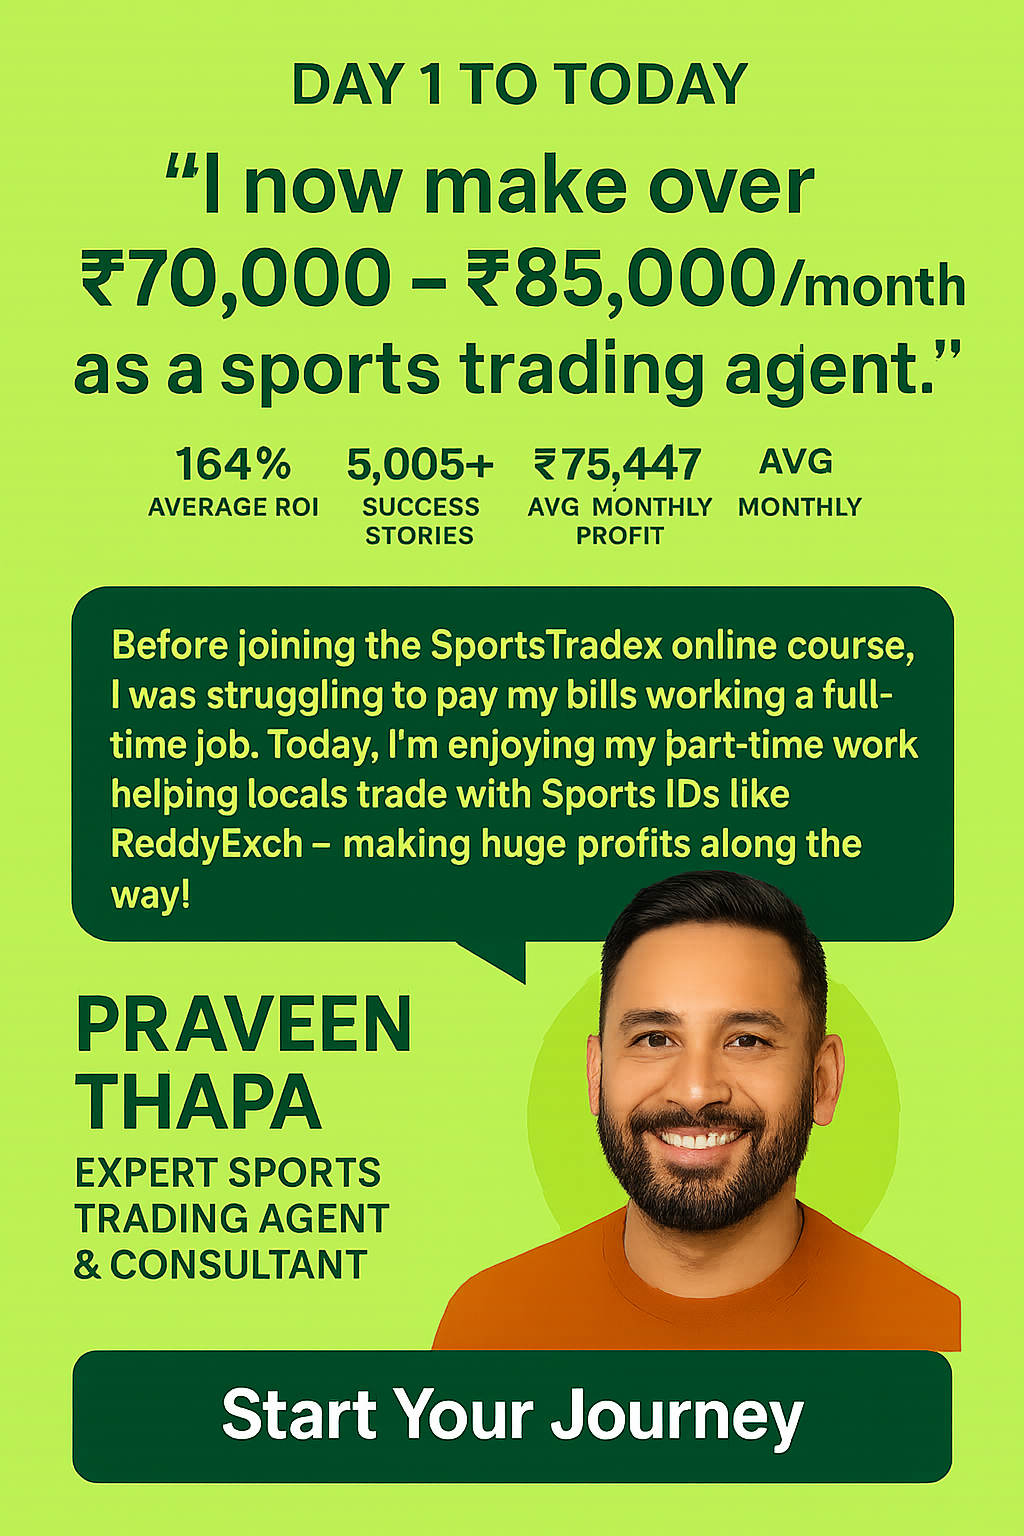 DAY 1 TO TODAY
“I now make over
₹70,000 – ₹85,000/month
as a sports trading agent.”
164%
AVERAGE ROI
5,005+
SUCCESS
STORIES
₹75,447
AVG MONTHLY
PROFIT
AVG
MONTHLY
Before joining the SportsTradex online course,
I was struggling to pay my bills working a full-
time job. Today, I'm enjoying my part-time work
helping locals trade with Sports IDs like
ReddyExch – making huge profits along the
way!
PRAVEEN
THAPA
EXPERT SPORTS
TRADING AGENT
& CONSULTANT
Start Your Journey